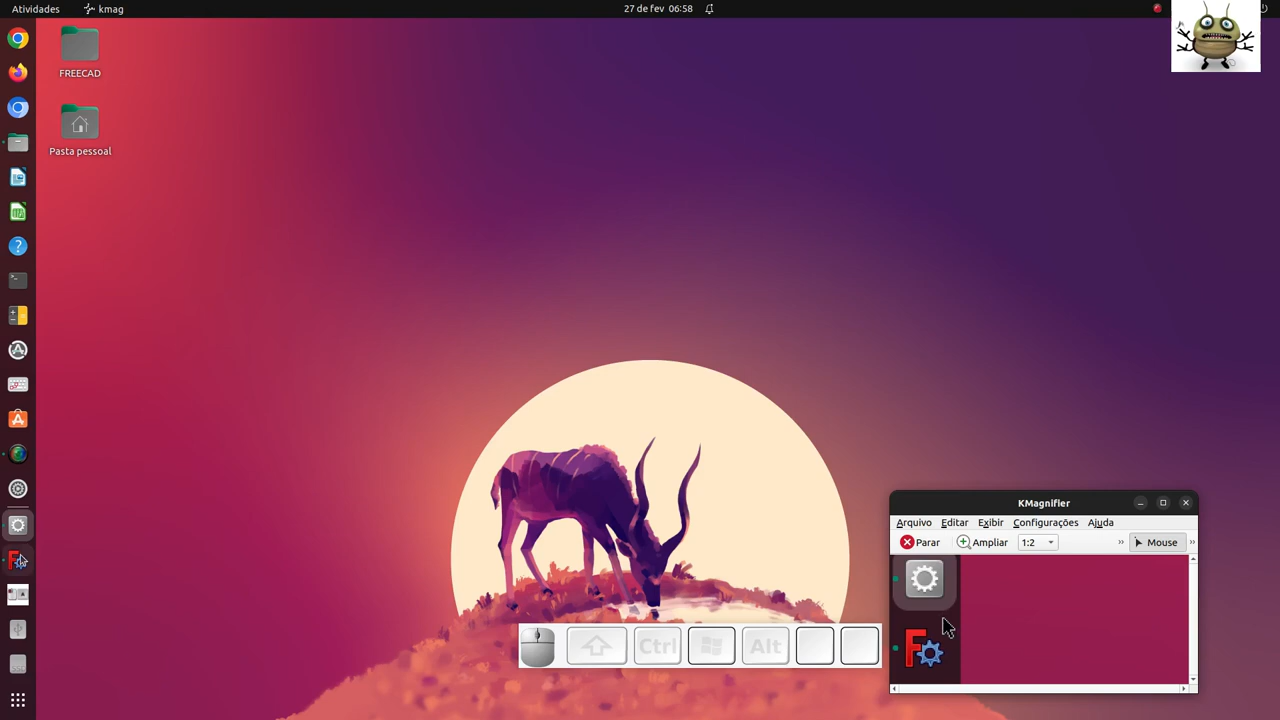 Atividades
kmag
27 de fev 06:58
FREECAD
Pasta pessoal
KMagnifier
Arquivo Editar Exibir Configurações Ajuda
Parar Ampliar 1:2 » Mouse »
Ctrl Alt